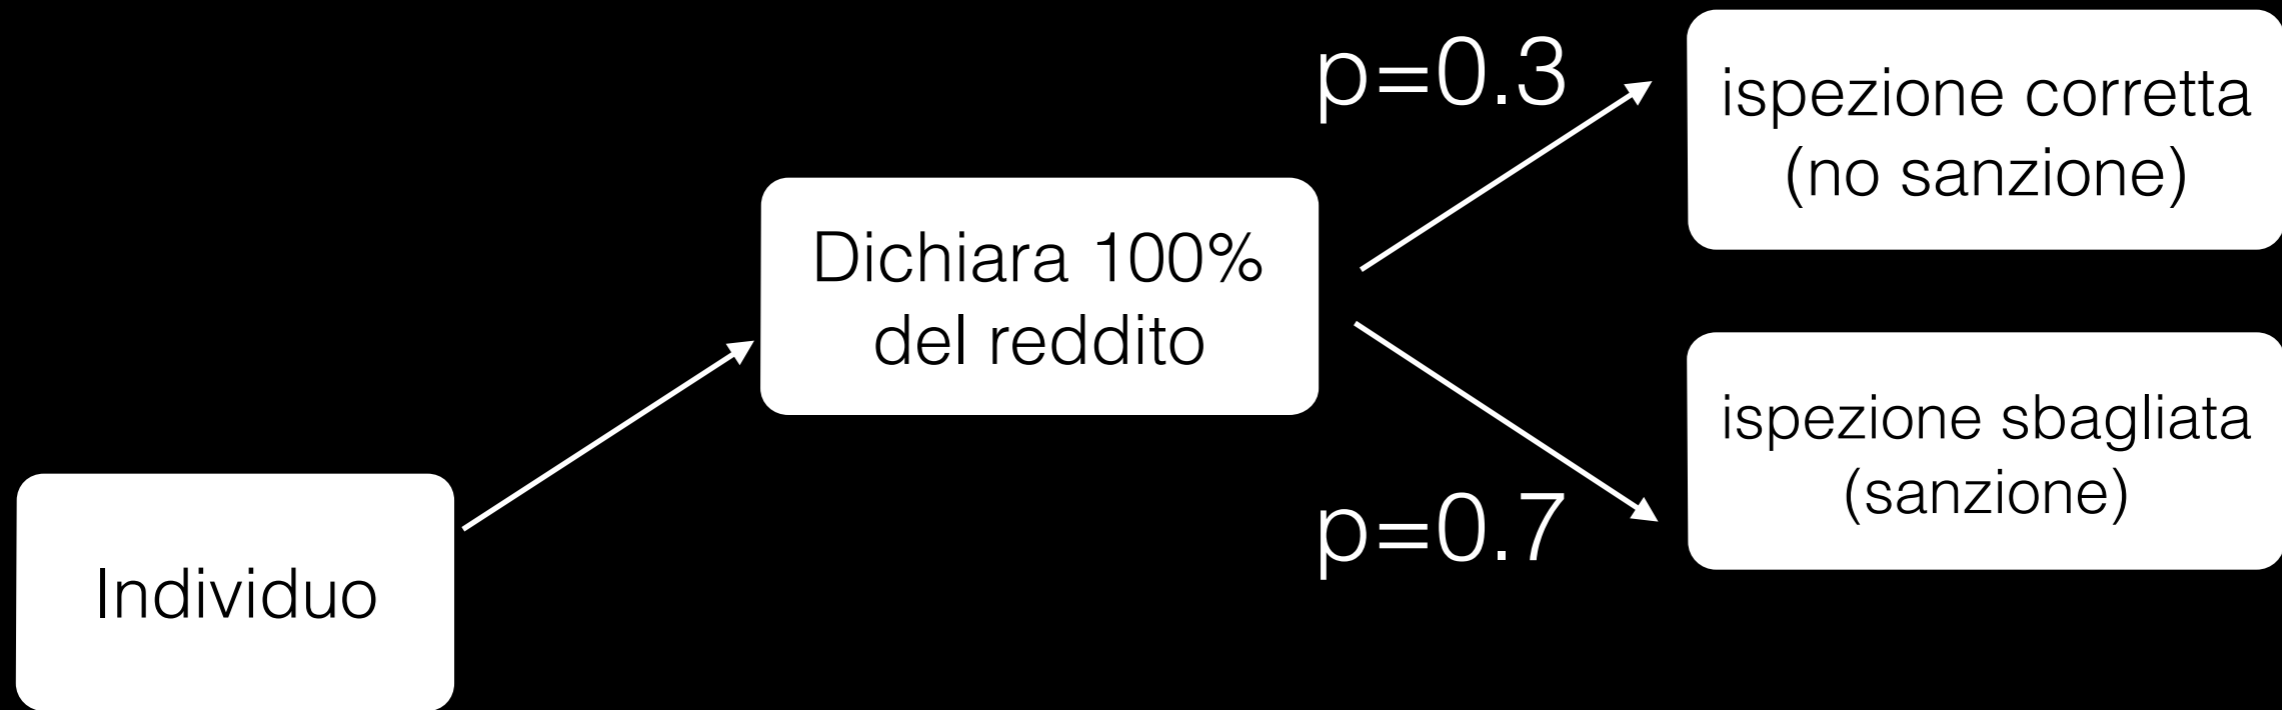 p=0.3
ispezione corretta
(no sanzione)
Dichiara 100%
del reddito
ispezione sbagliata
(sanzione)
p=0.7
Individuo